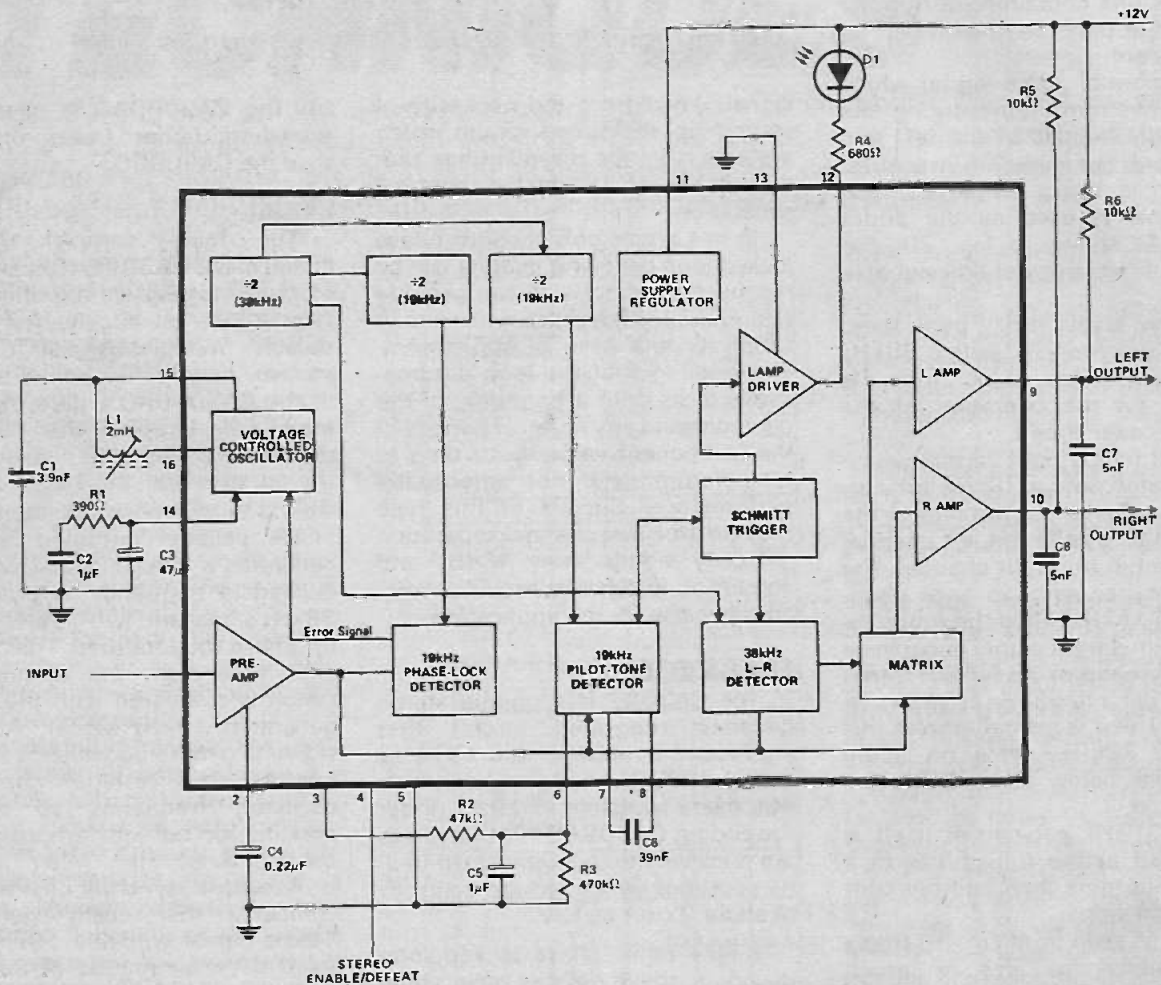 +12V
D1
R5
10kΩ
R4
680Ω
R6
10kΩ
11
13
12
÷2
(38kHz)
÷2
(19kHz)
÷2
(19kHz)
POWER
SUPPLY
REGULATOR
LAMP
DRIVER
L AMP
LEFT
OUTPUT
9
15
L1
2mH
16
VOLTAGE
CONTROLLED
OSCILLATOR
C1
3.9nF
R1
390Ω
14
C2
1µF
C3
47µ
SCHMITT
TRIGGER
R AMP
10
C7
5nF
RIGHT
OUTPUT
C8
5nF
Error Signal
INPUT
PRE-
AMP
19kHz
PHASE-LOCK
DETECTOR
19kHz
PILOT-TONE
DETECTOR
38kHz
L–R
DETECTOR
MATRIX
2
3
4
5
6
7
8
C4
0.22µF
R2
47kΩ
C5
1µF
R3
470kΩ
C6
39nF
STEREO
ENABLE/DEFEAT